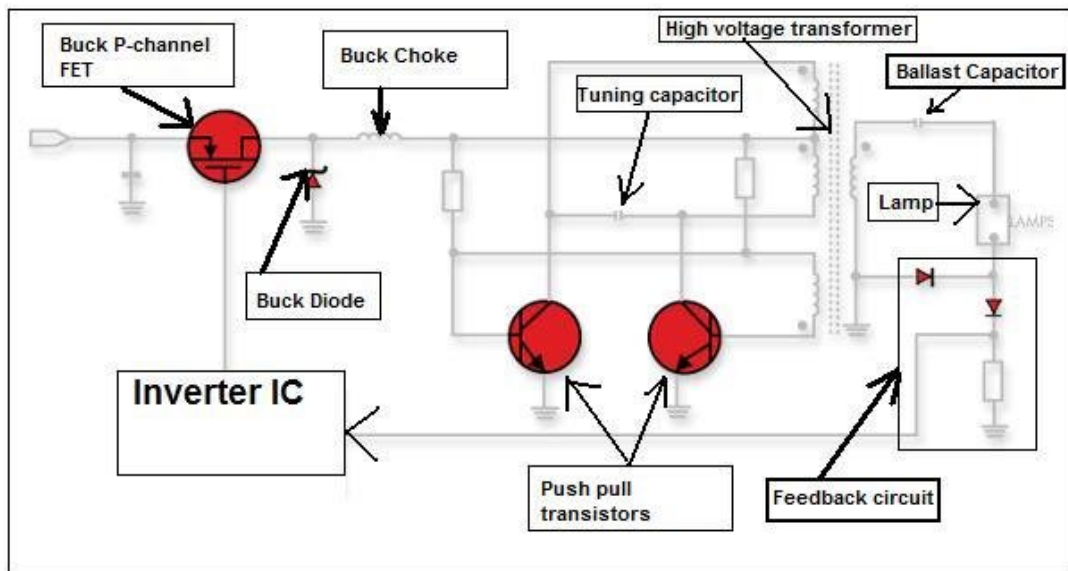 Buck P-channel
FET
Buck Choke
High voltage transformer
Tuning capacitor
Ballast Capacitor
Lamp
LAMPS
Buck Diode
Inverter IC
Push pull
transistors
Feedback circuit